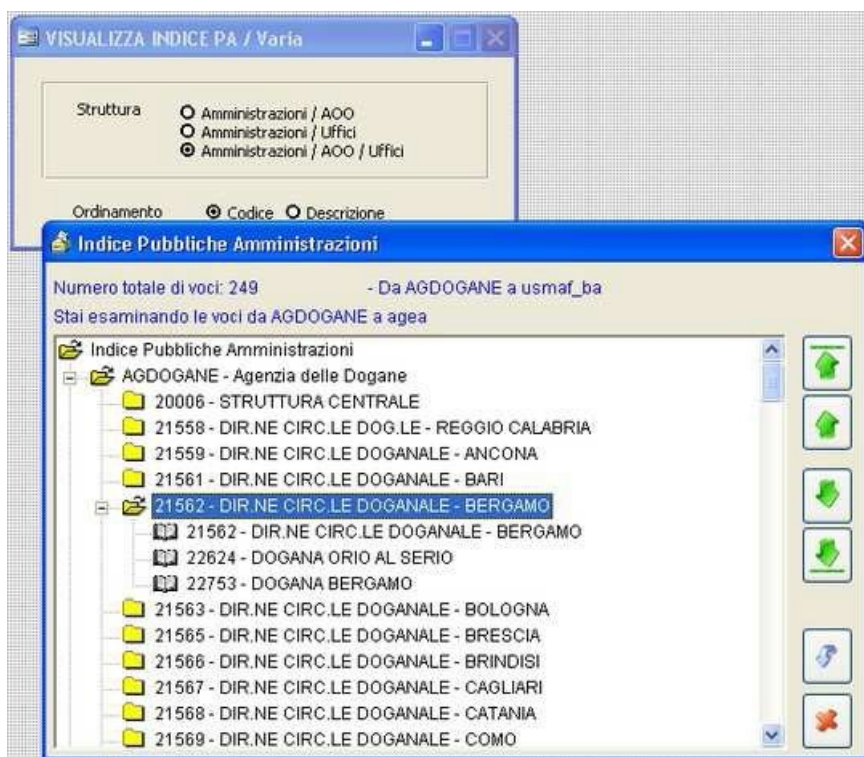 VISUALIZZA INDICE PA / Varia
Struttura
Amministrazioni / AOO
Amministrazioni / Uffici
Amministrazioni / AOO / Uffici
Ordinamento Codice Descrizione
Indice Pubbliche Amministrazioni
Numero totale di voci: 249 - Da AGDOGANE a usmaf_ba
Stai esaminando le voci da AGDOGANE a agea
Indice Pubbliche Amministrazioni
AGDOGANE - Agenzia delle Dogane
20006 - STRUTTURA CENTRALE
21558 - DIR.NE CIRC.LE DOG.LE - REGGIO CALABRIA
21559 - DIR.NE CIRC.LE DOGANALE - ANCONA
21561 - DIR.NE CIRC.LE DOGANALE - BARI
21562 - DIR.NE CIRC.LE DOGANALE - BERGAMO
21562 - DIR.NE CIRC.LE DOGANALE - BERGAMO
22624 - DOGANA ORIO AL SERIO
22753 - DOGANA BERGAMO
21563 - DIR.NE CIRC.LE DOGANALE - BOLOGNA
21565 - DIR.NE CIRC.LE DOGANALE - BRESCIA
21566 - DIR.NE CIRC.LE DOGANALE - BRINDISI
21567 - DIR.NE CIRC.LE DOGANALE - CAGLIARI
21568 - DIR.NE CIRC.LE DOGANALE - CATANIA
21569 - DIR.NE CIRC.LE DOGANALE - COMO